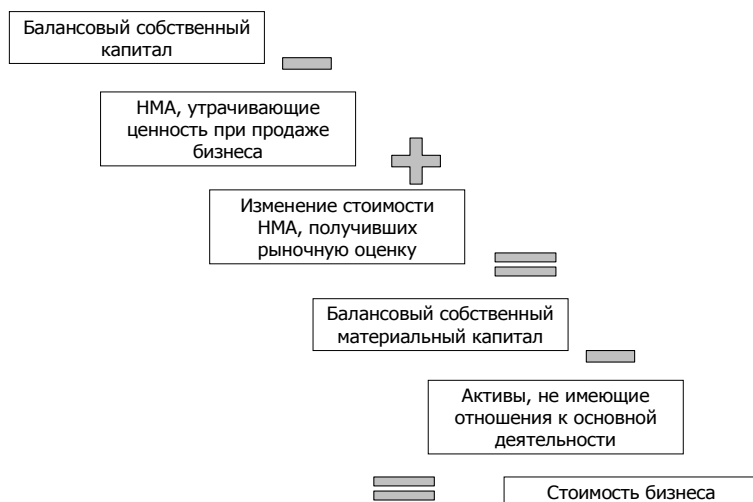 Балансовый собственный
капитал
НМА, утрачивающие
ценность при продаже
бизнеса
Изменение стоимости
НМА, получивших
рыночную оценку
Балансовый собственный
материальный капитал
Активы, не имеющие
отношения к основной
деятельности
Стоимость бизнеса